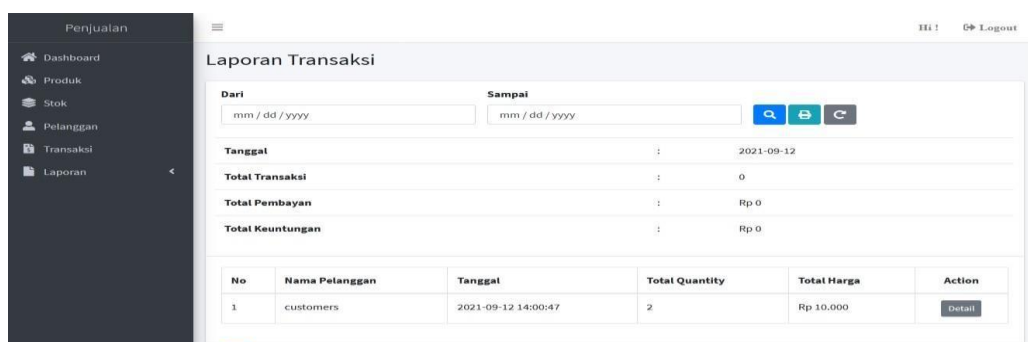 Penjualan
Hi !
Logout
Dashboard
Produk
Stok
Pelanggan
Transaksi
Laporan
Laporan Transaksi
Dari Sampai
mm / dd / yyyy mm / dd / yyyy
Tanggal : 2021-09-12
Total Transaksi : 0
Total Pembayan : Rp 0
Total Keuntungan : Rp 0
No Nama Pelanggan Tanggal Total Quantity Total Harga Action
1 customers 2021-09-12 14:00:47 2 Rp 10.000 Detail